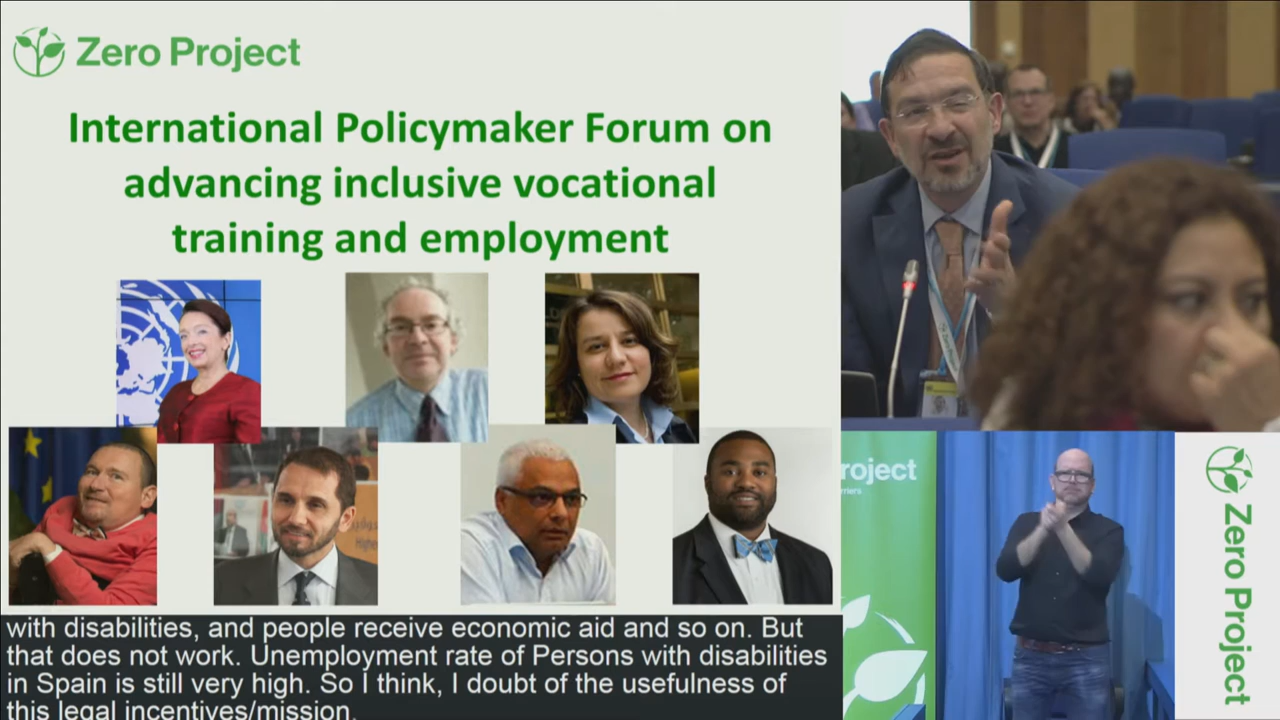 Zero Project
International Policymaker Forum on
advancing inclusive vocational
training and employment
with disabilities, and people receive economic aid and so on. But
that does not work. Unemployment rate of Persons with disabilities
in Spain is still very high. So I think, I doubt of the usefulness of
this legal incentives/mission.
roject
Zero Project